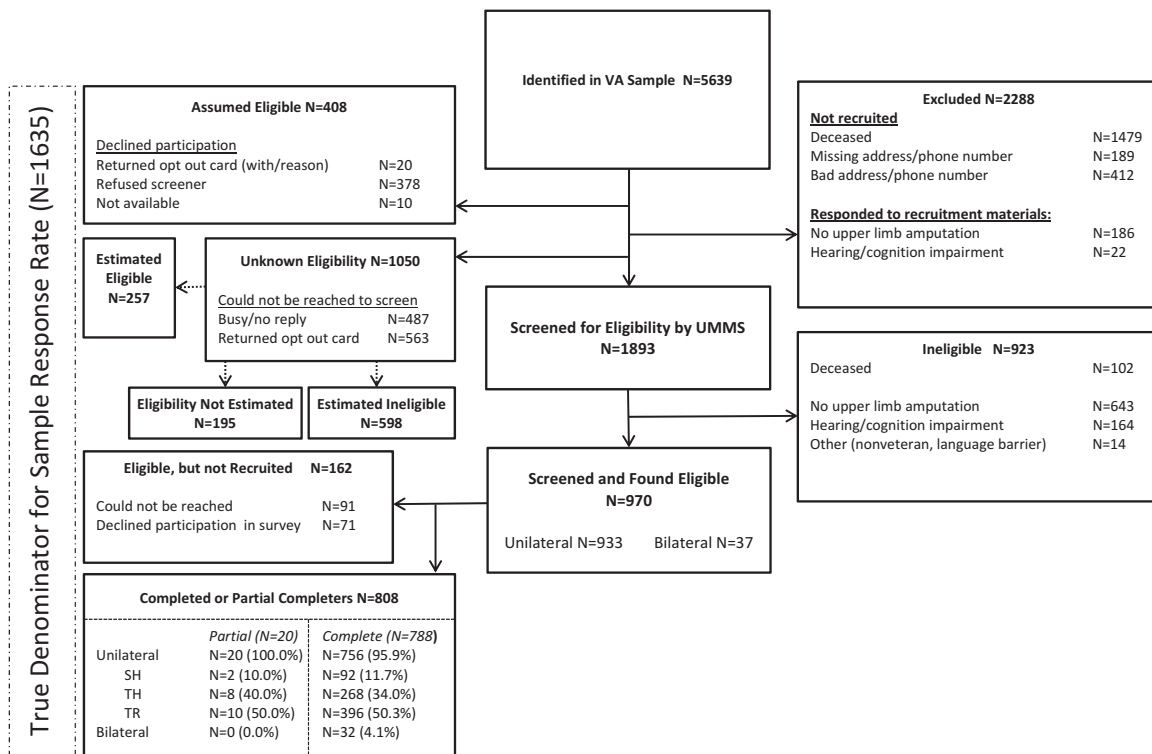 True Denominator for Sample Response Rate (N=1635)
Identified in VA Sample N=5639
Assumed Eligible N=408
Declined participation
Returned opt out card (with/reason) N=20
Refused screener N=378
Not available N=10
Excluded N=2288
Not recruited
Deceased N=1479
Missing address/phone number N=189
Bad address/phone number N=412
Responded to recruitment materials:
No upper limb amputation N=186
Hearing/cognition impairment N=22
Estimated
Eligible
N=257
Unknown Eligibility N=1050
Could not be reached to screen
Busy/no reply N=487
Returned opt out card N=563
Screened for Eligibility by UMMS
N=1893
Eligibility Not Estimated
N=195
Estimated Ineligible
N=598
Ineligible N=923
Deceased N=102
No upper limb amputation N=643
Hearing/cognition impairment N=164
Other (nonveteran, language barrier) N=14
Eligible, but not Recruited N=162
Could not be reached N=91
Declined participation in survey N=71
Screened and Found Eligible
N=970
Unilateral N=933 Bilateral N=37
Completed or Partial Completers N=808
Partial (N=20) Complete (N=788)
Unilateral N=20 (100.0%) N=756 (95.9%)
SH N=2 (10.0%) N=92 (11.7%)
TH N=8 (40.0%) N=268 (34.0%)
TR N=10 (50.0%) N=396 (50.3%)
Bilateral N=0 (0.0%) N=32 (4.1%)